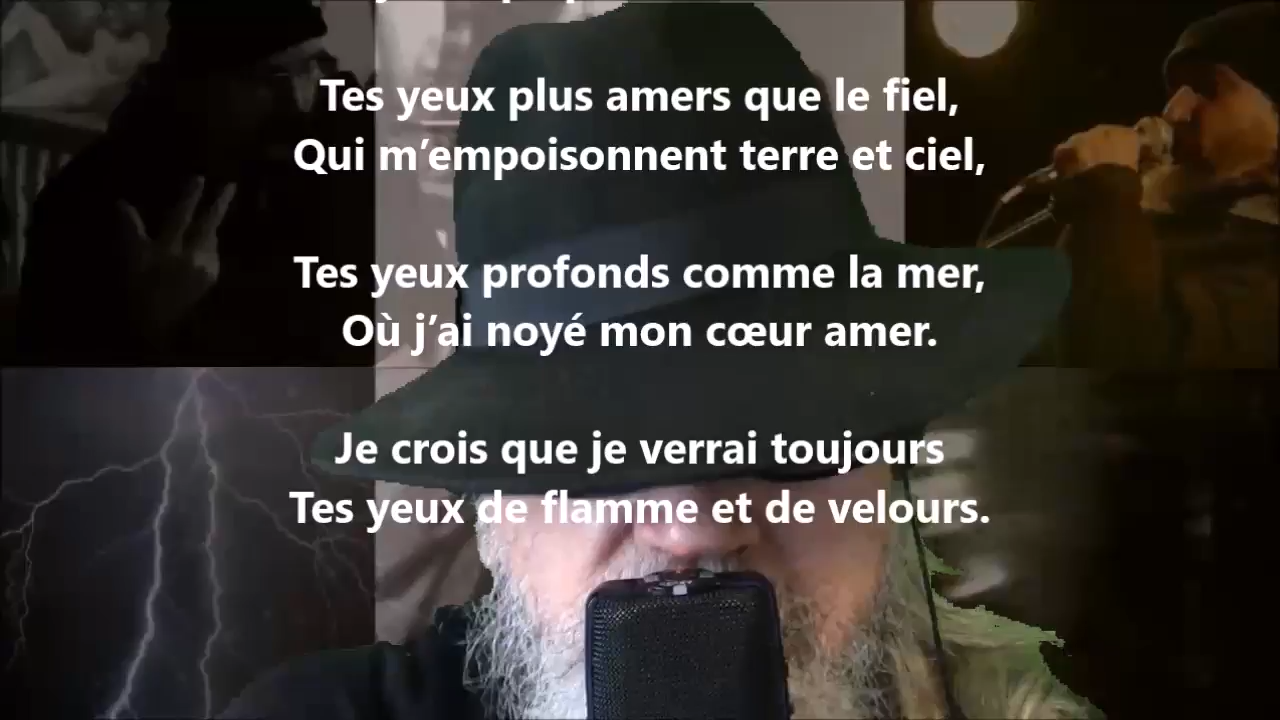 Tes yeux plus amers que le fiel,
Qui m’empoisonnent terre et ciel,
Tes yeux profonds comme la mer,
Où j’ai noyé mon cœur amer.
Je crois que je verrai toujours
Tes yeux de flamme et de velours.